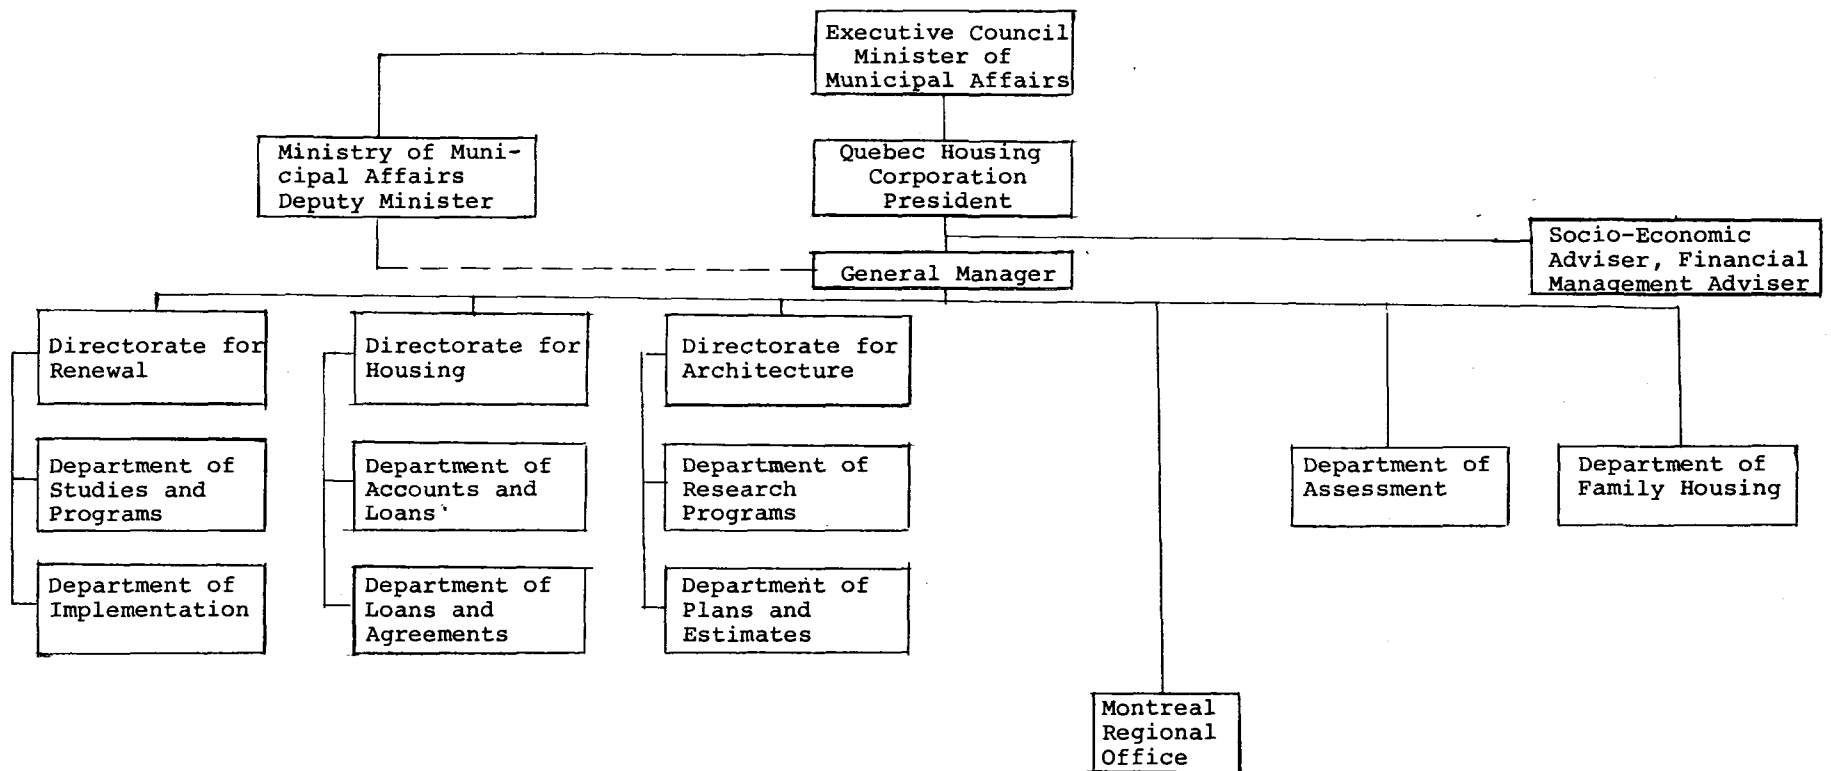 Executive Council
Minister of
Municipal Affairs
Ministry of Muni-
cipal Affairs
Deputy Minister
Quebec Housing
Corporation
President
Socio-Economic
Adviser, Financial
Management Adviser
General Manager
Directorate for
Renewal
Directorate for
Housing
Directorate for
Architecture
Department of
Studies and
Programs
Department of
Accounts and
Loans
Department of
Research
Programs
Department of
Assessment
Department of
Family Housing
Department of
Implementation
Department of
Loans and
Agreements
Department of
Plans and
Estimates
Montreal
Regional
Office